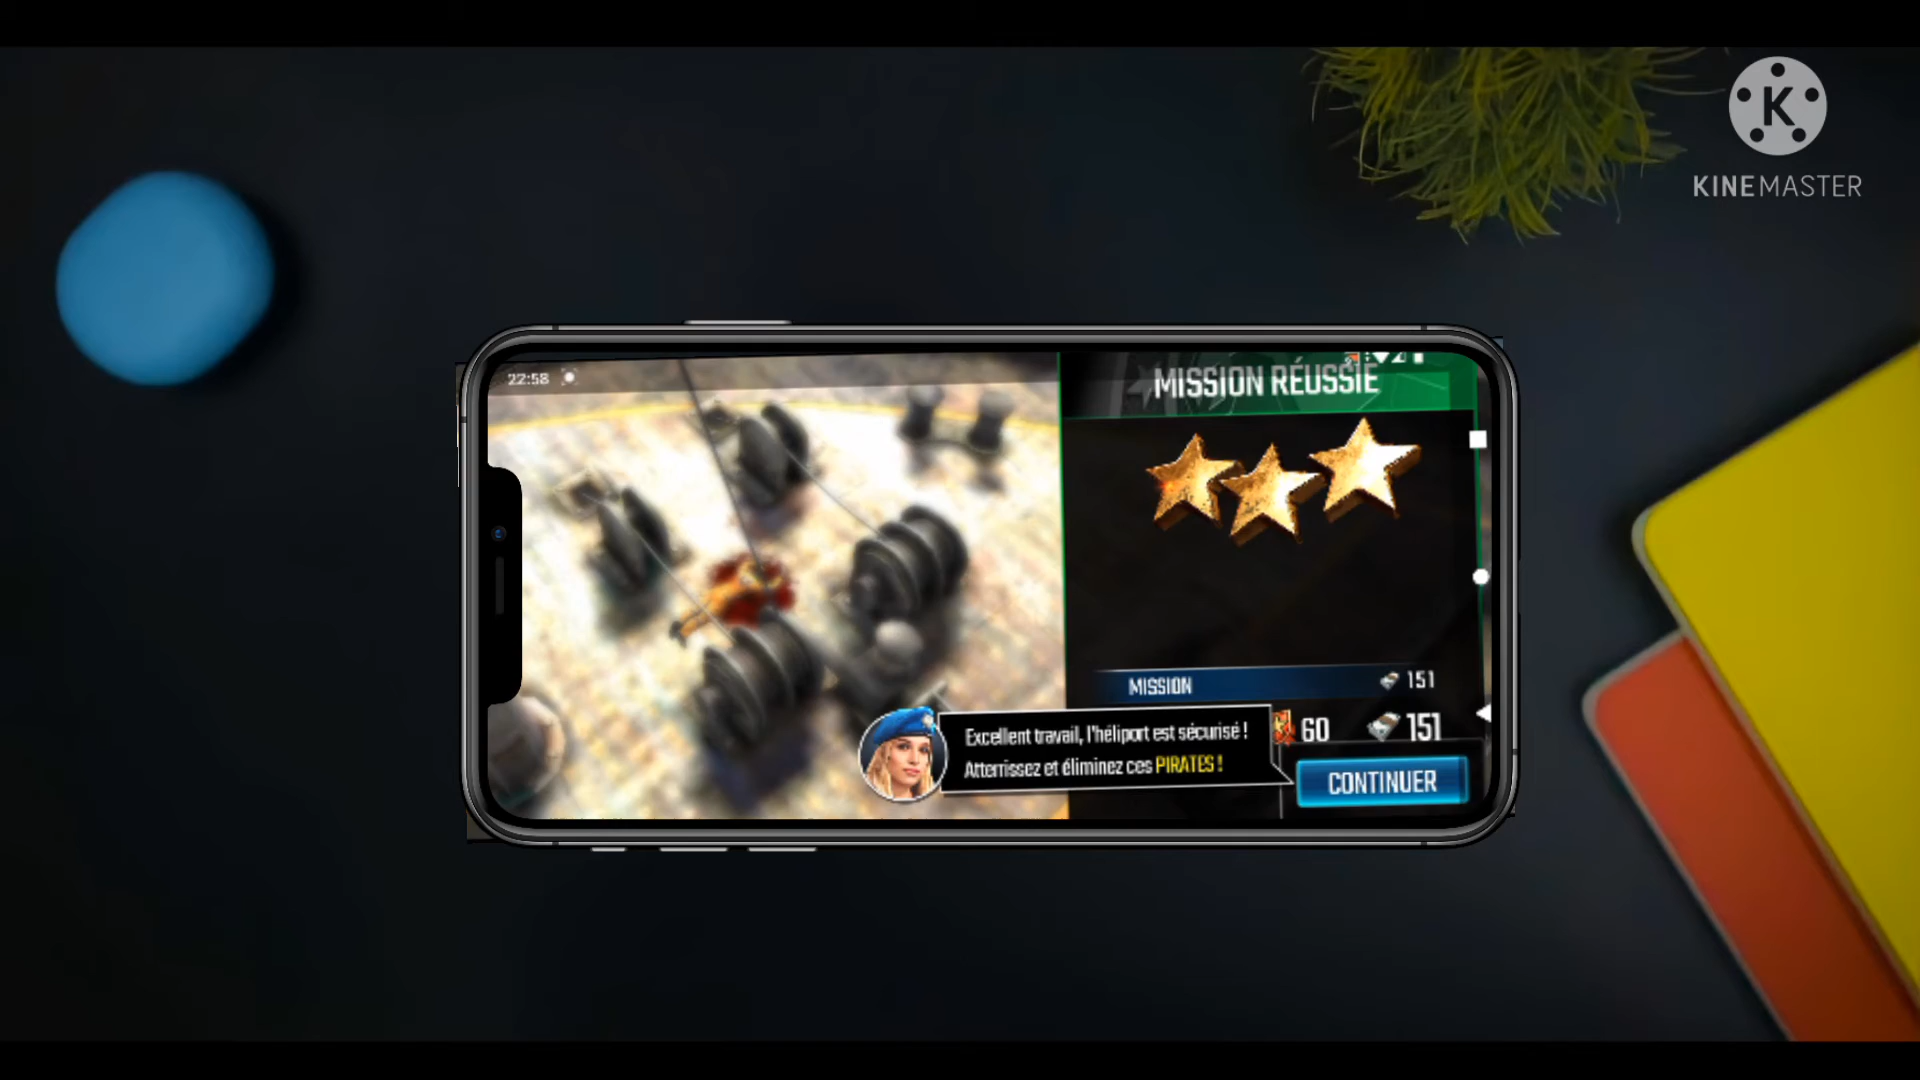 K
KINEMASTER
22:58
MISSION RÉUSSIE
MISSION 151
60 151
Excellent travail, l'héliport est sécurisé !
Atterrissez et éliminez ces PIRATES !
CONTINUER